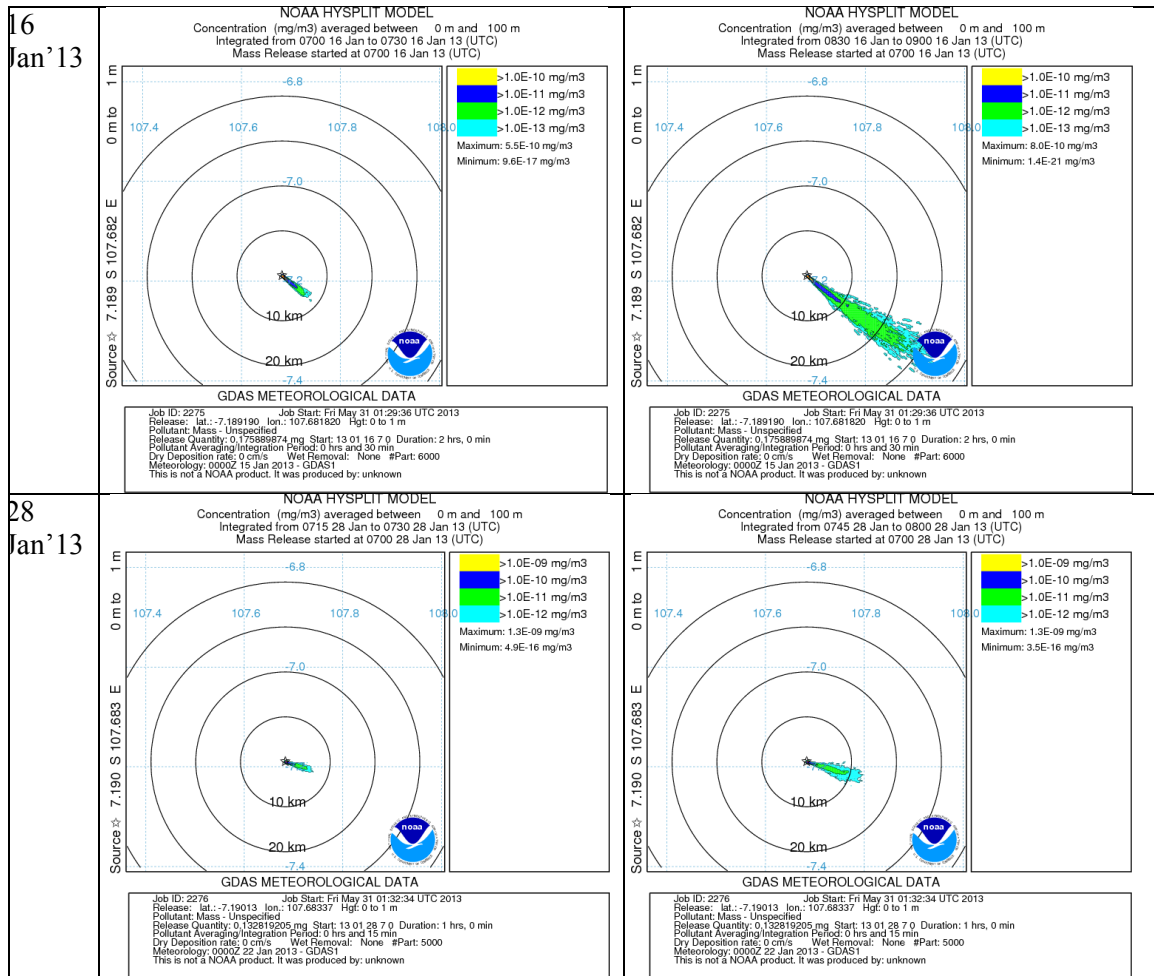 16
Jan’13
NOAA HYSPLIT MODEL
Concentration (mg/m3) averaged between 0 m and 100 m
Integrated from 0700 16 Jan to 0730 16 Jan 13 (UTC)
Mass Release started at 0700 16 Jan 13 (UTC)
Source ☆ 7.189 S 107.682 E 0 m to 1 m
-6.8
107.4 107.6 107.8 108.0
-7.0
-7.2
10 km
20 km
-7.4
noaa
>1.0E-10 mg/m3
>1.0E-11 mg/m3
>1.0E-12 mg/m3
>1.0E-13 mg/m3
Maximum: 5.5E-10 mg/m3
Minimum: 9.6E-17 mg/m3
GDAS METEOROLOGICAL DATA
Job ID: 2275 Job Start: Fri May 31 01:29:36 UTC 2013
Release: lat.: -7.189190 lon.: 107.681820 Hgt: 0 to 1 m
Pollutant: Mass - Unspecified
Release Quantity: 0.175889874 mg Start: 13 01 16 7 0 Duration: 2 hrs, 0 min
Pollutant Averaging/Integration Period: 0 hrs and 30 min
Dry Deposition rate: 0 cm/s Wet Removal: None #Part: 6000
Meteorology: 0000Z 15 Jan 2013 - GDAS1
This is not a NOAA product. It was produced by: unknown
NOAA HYSPLIT MODEL
Concentration (mg/m3) averaged between 0 m and 100 m
Integrated from 0830 16 Jan to 0900 16 Jan 13 (UTC)
Mass Release started at 0700 16 Jan 13 (UTC)
Source ☆ 7.189 S 107.682 E 0 m to 1 m
-6.8
107.4 107.6 107.8 108.0
-7.0
10 km
20 km
-7.4
noaa
>1.0E-10 mg/m3
>1.0E-11 mg/m3
>1.0E-12 mg/m3
>1.0E-13 mg/m3
Maximum: 8.0E-10 mg/m3
Minimum: 1.4E-21 mg/m3
GDAS METEOROLOGICAL DATA
Job ID: 2275 Job Start: Fri May 31 01:29:36 UTC 2013
Release: lat.: -7.189190 lon.: 107.681820 Hgt: 0 to 1 m
Pollutant: Mass - Unspecified
Release Quantity: 0.175889874 mg Start: 13 01 16 7 0 Duration: 2 hrs, 0 min
Pollutant Averaging/Integration Period: 0 hrs and 30 min
Dry Deposition rate: 0 cm/s Wet Removal: None #Part: 6000
Meteorology: 0000Z 15 Jan 2013 - GDAS1
This is not a NOAA product. It was produced by: unknown
28
Jan’13
NOAA HYSPLIT MODEL
Concentration (mg/m3) averaged between 0 m and 100 m
Integrated from 0715 28 Jan to 0730 28 Jan 13 (UTC)
Mass Release started at 0700 28 Jan 13 (UTC)
Source ☆ 7.190 S 107.683 E 0 m to 1 m
-6.8
107.4 107.6 107.8 108.0
-7.0
10 km
20 km
-7.4
noaa
>1.0E-09 mg/m3
>1.0E-10 mg/m3
>1.0E-11 mg/m3
>1.0E-12 mg/m3
Maximum: 1.3E-09 mg/m3
Minimum: 4.9E-16 mg/m3
GDAS METEOROLOGICAL DATA
Job ID: 2276 Job Start: Fri May 31 01:32:34 UTC 2013
Release: lat.: -7.19013 lon.: 107.68337 Hgt: 0 to 1 m
Pollutant: Mass - Unspecified
Release Quantity: 0.132819205 mg Start: 13 01 28 7 0 Duration: 1 hrs, 0 min
Pollutant Averaging/Integration Period: 0 hrs and 15 min
Dry Deposition rate: 0 cm/s Wet Removal: None #Part: 5000
Meteorology: 0000Z 22 Jan 2013 - GDAS1
This is not a NOAA product. It was produced by: unknown
NOAA HYSPLIT MODEL
Concentration (mg/m3) averaged between 0 m and 100 m
Integrated from 0745 28 Jan to 0800 28 Jan 13 (UTC)
Mass Release started at 0700 28 Jan 13 (UTC)
Source ☆ 7.190 S 107.683 E 0 m to 1 m
-6.8
107.4 107.6 107.8 108.0
-7.0
10 km
20 km
-7.4
noaa
>1.0E-09 mg/m3
>1.0E-10 mg/m3
>1.0E-11 mg/m3
>1.0E-12 mg/m3
Maximum: 1.3E-09 mg/m3
Minimum: 3.5E-16 mg/m3
GDAS METEOROLOGICAL DATA
Job ID: 2276 Job Start: Fri May 31 01:32:34 UTC 2013
Release: lat.: -7.19013 lon.: 107.68337 Hgt: 0 to 1 m
Pollutant: Mass - Unspecified
Release Quantity: 0.132819205 mg Start: 13 01 28 7 0 Duration: 1 hrs, 0 min
Pollutant Averaging/Integration Period: 0 hrs and 15 min
Dry Deposition rate: 0 cm/s Wet Removal: None #Part: 5000
Meteorology: 0000Z 22 Jan 2013 - GDAS1
This is not a NOAA product. It was produced by: unknown